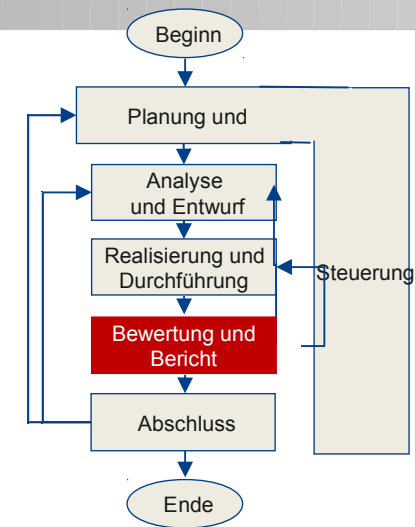 Beginn
Planung und
Analyse
und Entwurf
Realisierung und
Durchführung
Steuerung
Bewertung und
Bericht
Abschluss
Ende